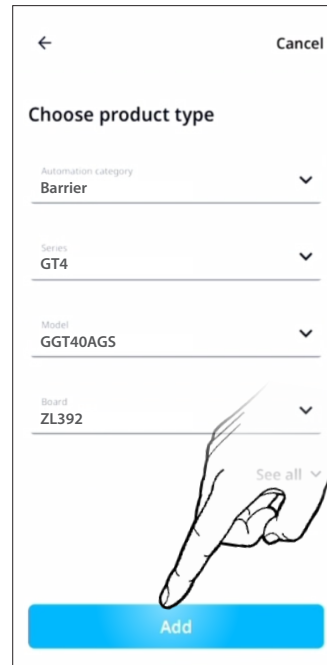 Cancel
Choose product type
Automation category
Barrier
Series
GT4
Model
GGT40AGS
Board
ZL392
See all
Add